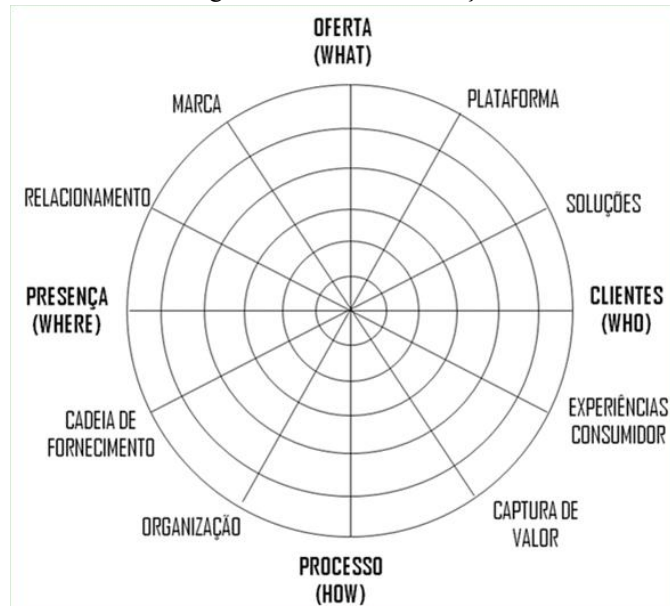 OFERTA
(WHAT)
MARCA
PLATAFORMA
RELACIONAMENTO
SOLUÇÕES
PRESENÇA
(WHERE)
CLIENTES
(WHO)
CADEIA DE
FORNECIMENTO
EXPERIÊNCIAS
CONSUMIDOR
ORGANIZAÇÃO
CAPTURA DE
VALOR
PROCESSO
(HOW)